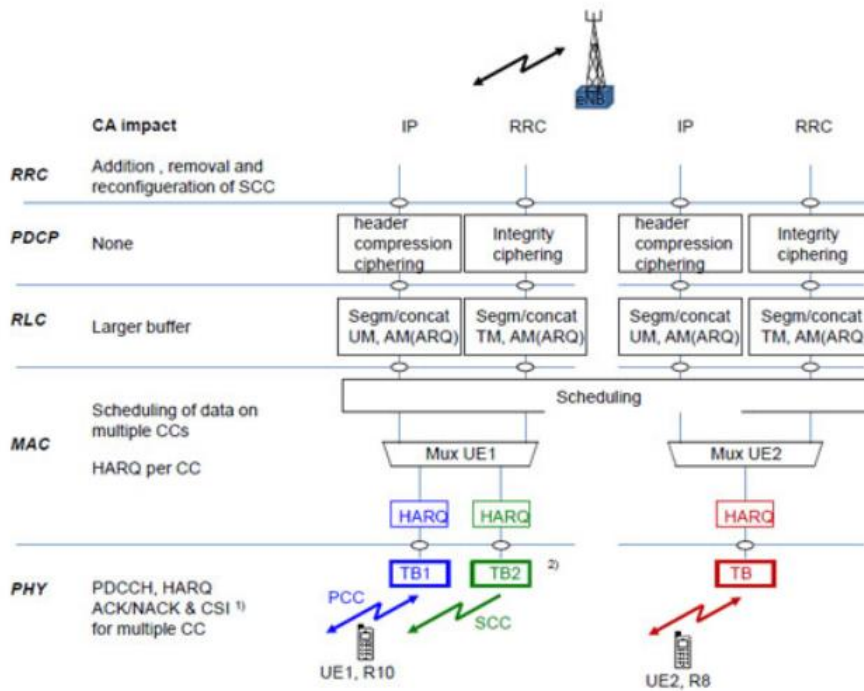 eNB
CA impact
IP
RRC
IP
RRC
RRC
Addition , removal and
reconfigueration of SCC
PDCP
None
header
compression
ciphering
Integrity
ciphering
header
compression
ciphering
Integrity
ciphering
RLC
Larger buffer
Segm/concat
UM, AM(ARQ)
Segm/concat
TM, AM(ARQ)
Segm/concat
UM, AM(ARQ)
Segm/concat
TM, AM(ARQ)
MAC
Scheduling of data on
multiple CCs
HARQ per CC
Scheduling
Mux UE1
Mux UE2
HARQ
HARQ
HARQ
PHY
PDCCH, HARQ
ACK/NACK & CSI 1)
for multiple CC
TB1
TB2
2)
TB
PCC
SCC
UE1, R10
UE2, R8